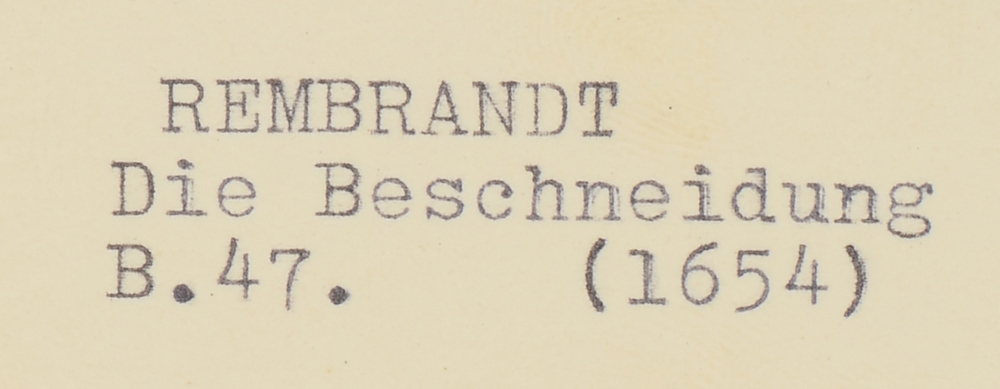 REMBRANDT
Die Beschneidung
B.47. (1654)